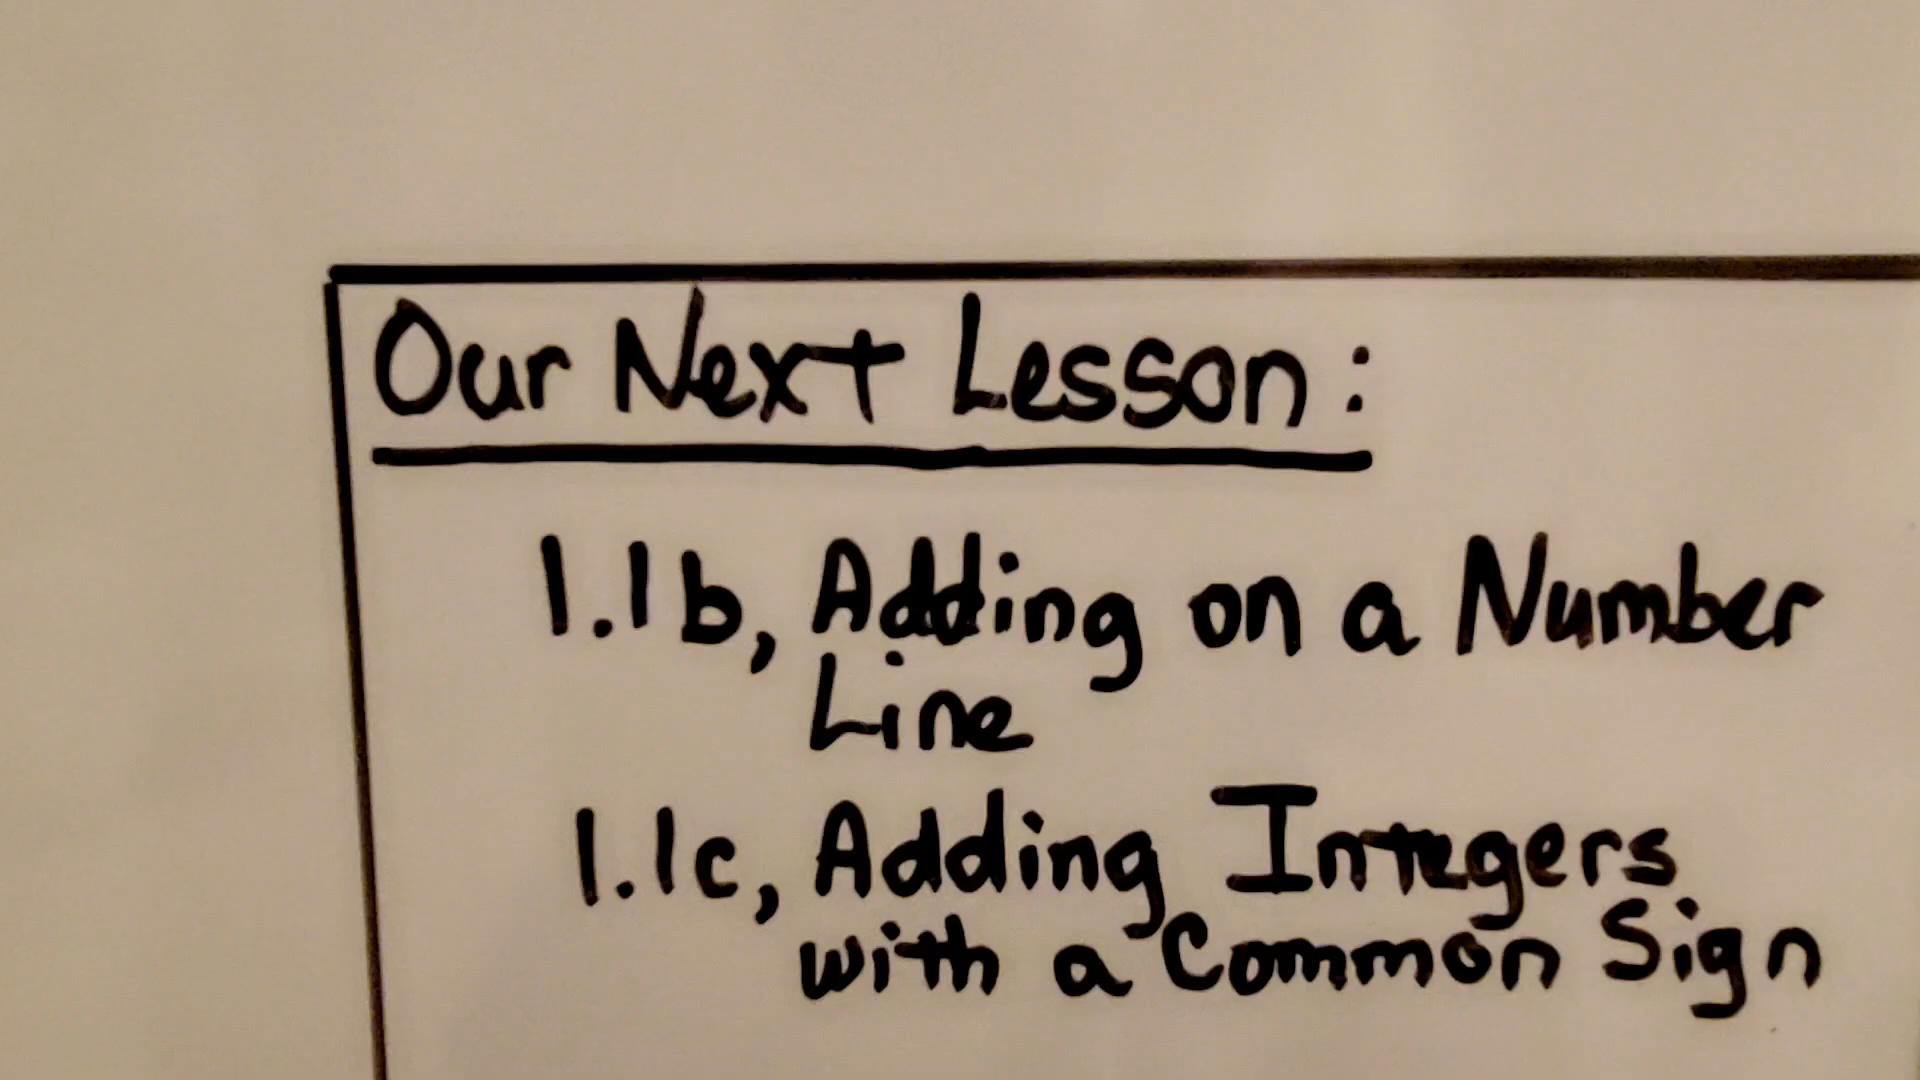 Our Next Lesson:
1.1b, Adding on a Number
Line
1.1c, Adding Integers
with a Common Sign